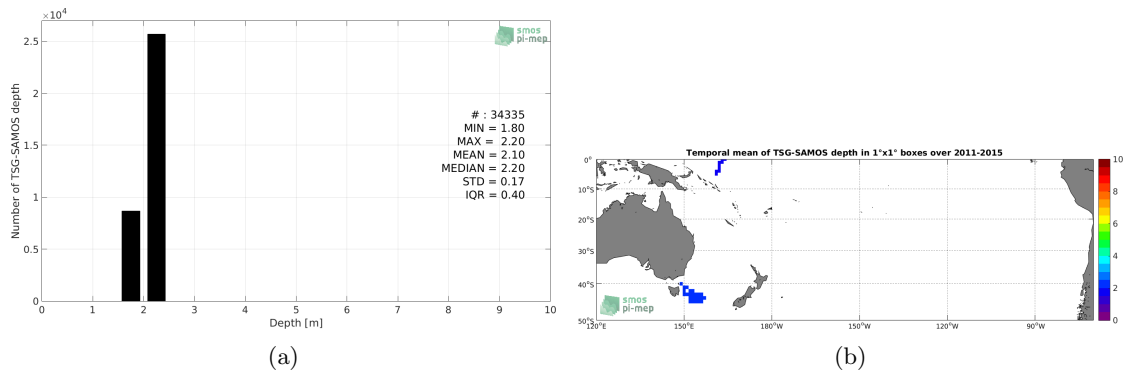 ×10⁴
2.5
2
1.5
1
0.5
0
Number of TSG-SAMOS depth
smos
pi-mep
# : 34335
MIN = 1.80
MAX = 2.20
MEAN = 2.10
MEDIAN = 2.20
STD = 0.17
IQR = 0.40
0 1 2 3 4 5 6 7 8 9 10
Depth [m]
(a)
Temporal mean of TSG-SAMOS depth in 1°x1° boxes over 2011-2015
0°
10°S
20°S
30°S
40°S
50°S
smos
pi-mep
120°E 150°E 180°W 150°W 120°W 90°W
10
8
6
4
2
0
(b)